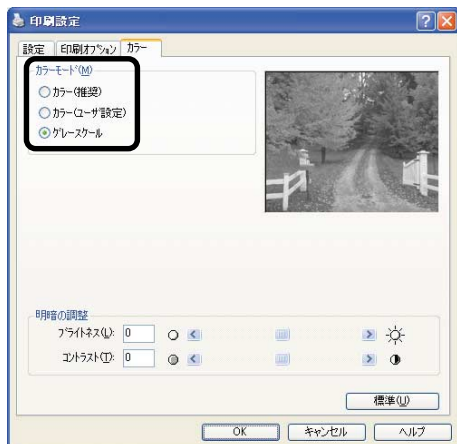 印刷設定
設定 印刷オプション カラー
カラーモード(M)
カラー(推奨)
カラー(ユーザ設定)
グレースケール
明暗の調整
ブライトネス(L): 0
コントラスト(T): 0
標準(U)
OK キャンセル ヘルプ